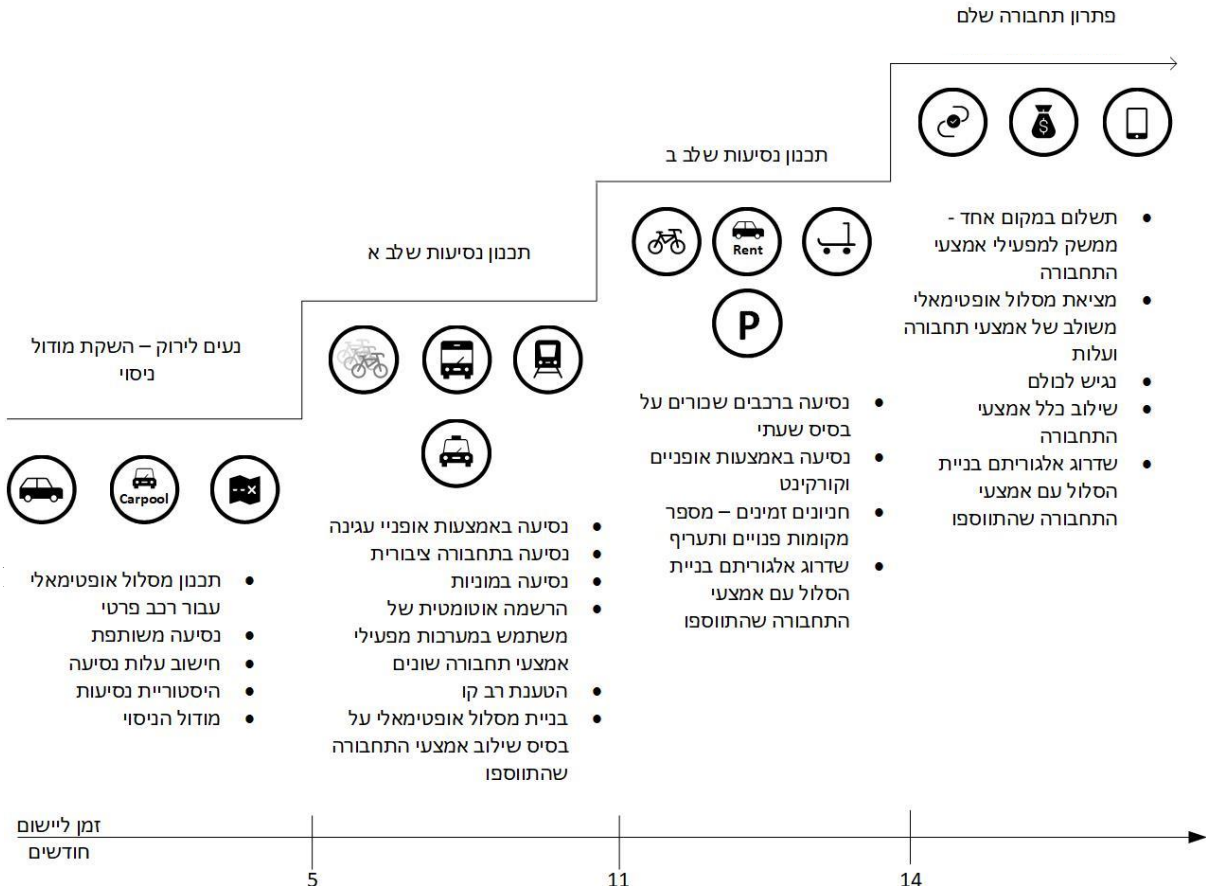 פתרון תחבורה שלם
תשלום במקום אחד -
ממשק למפעילי אמצעי
התחבורה
מציאת מסלול אופטימאלי
משולב של אמצעי תחבורה
ועלות
נגיש לכולם
שילוב כלל אמצעי
התחבורה
שדרוג אלגוריתם בניית
הסלול עם אמצעי
התחבורה שהתווספו
תכנון נסיעות שלב ב
Rent
P
נסיעה ברכבים שכורים על
בסיס שעתי
נסיעה באמצעות אופניים
וקורקינט
חניונים זמינים – מספר
מקומות פנויים ותעריף
שדרוג אלגוריתם בניית
הסלול עם אמצעי
התחבורה שהתווספו
תכנון נסיעות שלב א
נסיעה באמצעות אופניי עגינה
נסיעה בתחבורה ציבורית
נסיעה במוניות
הרשמה אוטומטית של
משתמש במערכות מפעילי
אמצעי תחבורה שונים
הטענת רב קו
בניית מסלול אופטימאלי על
בסיס שילוב אמצעי התחבורה
שהתווספו
נעים לירוק – השקת מודול
ניסוי
Carpool
תכנון מסלול אופטימאלי
עבור רכב פרטי
נסיעה משותפת
חישוב עלות נסיעה
היסטוריית נסיעות
מודול הניסוי
זמן ליישום
חודשים
5
11
14